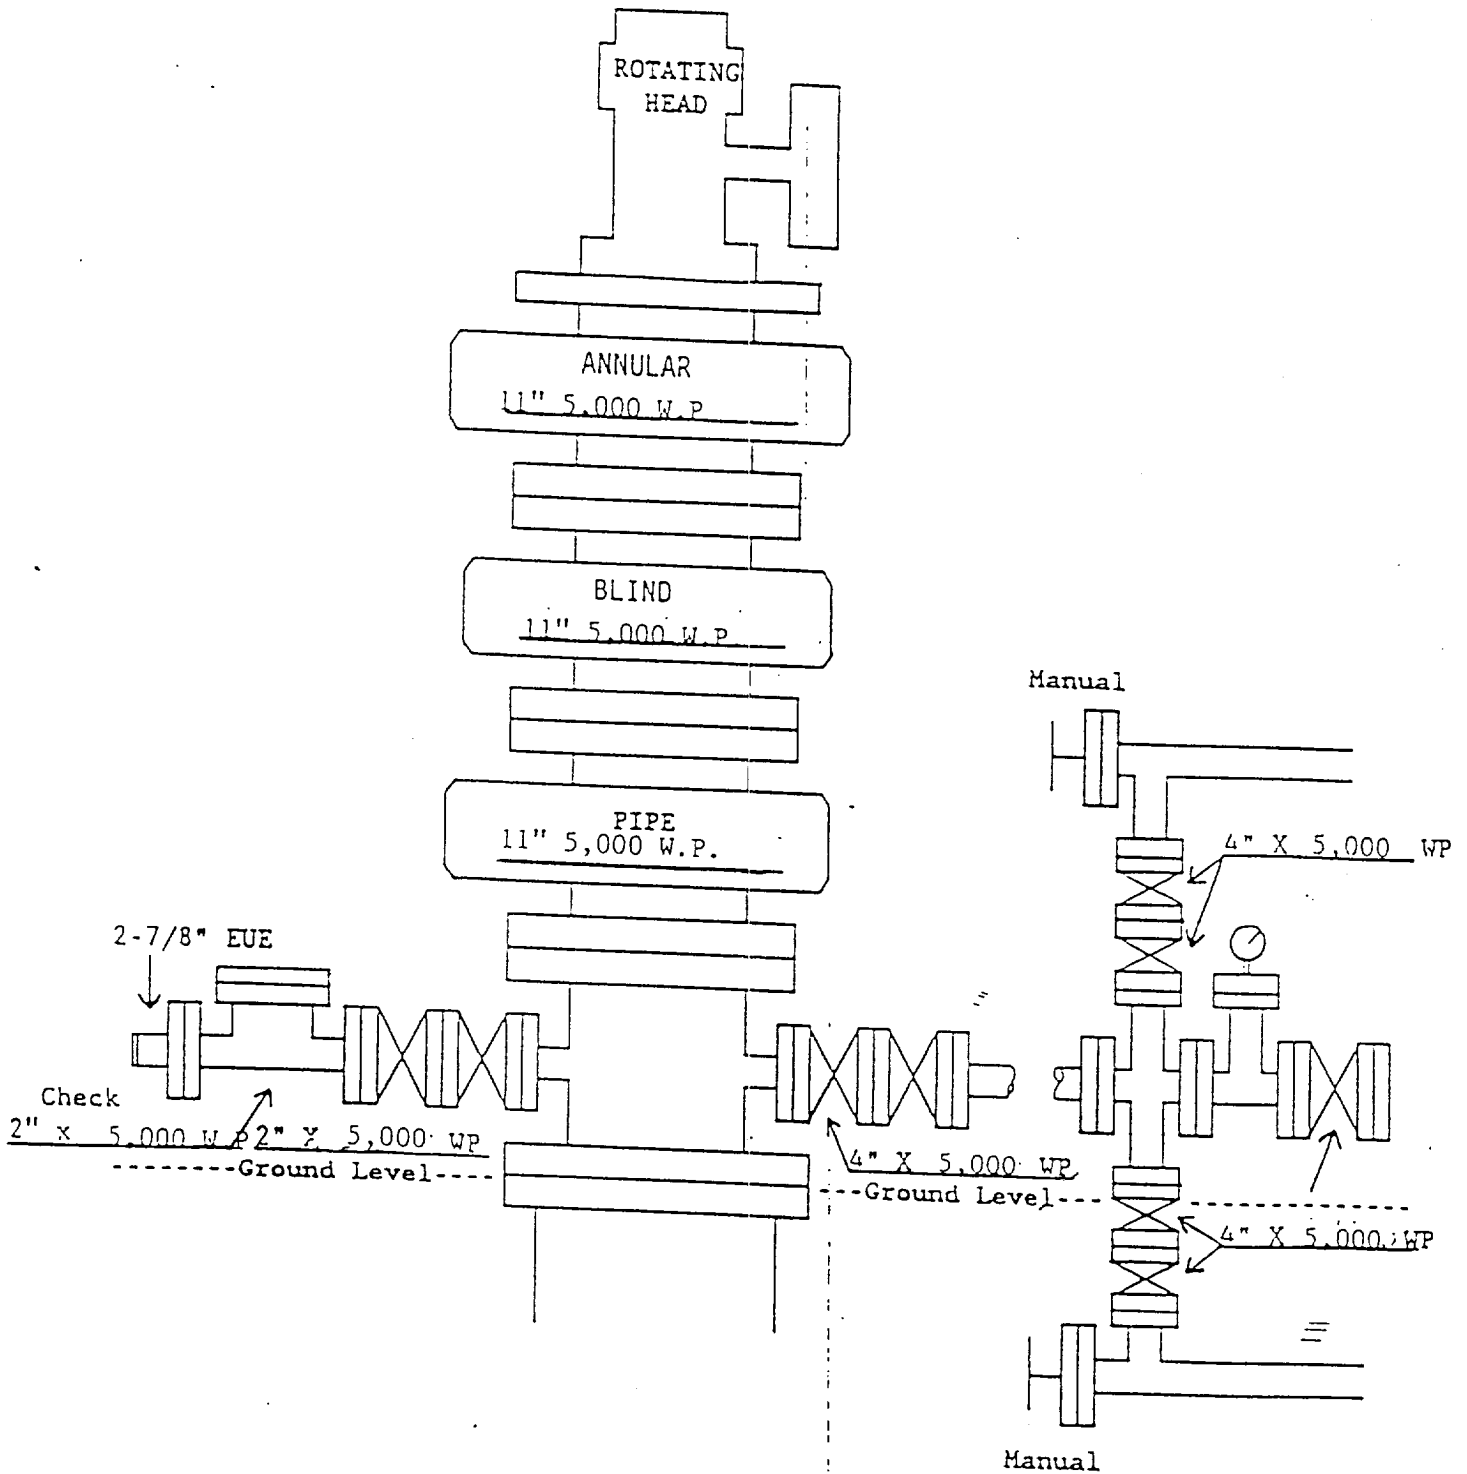 ROTATING
HEAD
ANNULAR
11" 5,000 W.P
BLIND
11" 5,000 W.P.
Manual
PIPE
11" 5,000 W.P.
4" X 5,000 WP
2-7/8" EUE
Check
2" x 5,000 W P
2" X 5,000 WP
--------Ground Level----
4" X 5,000 WP
----Ground Level---
4" X 5,000 WP
Manual